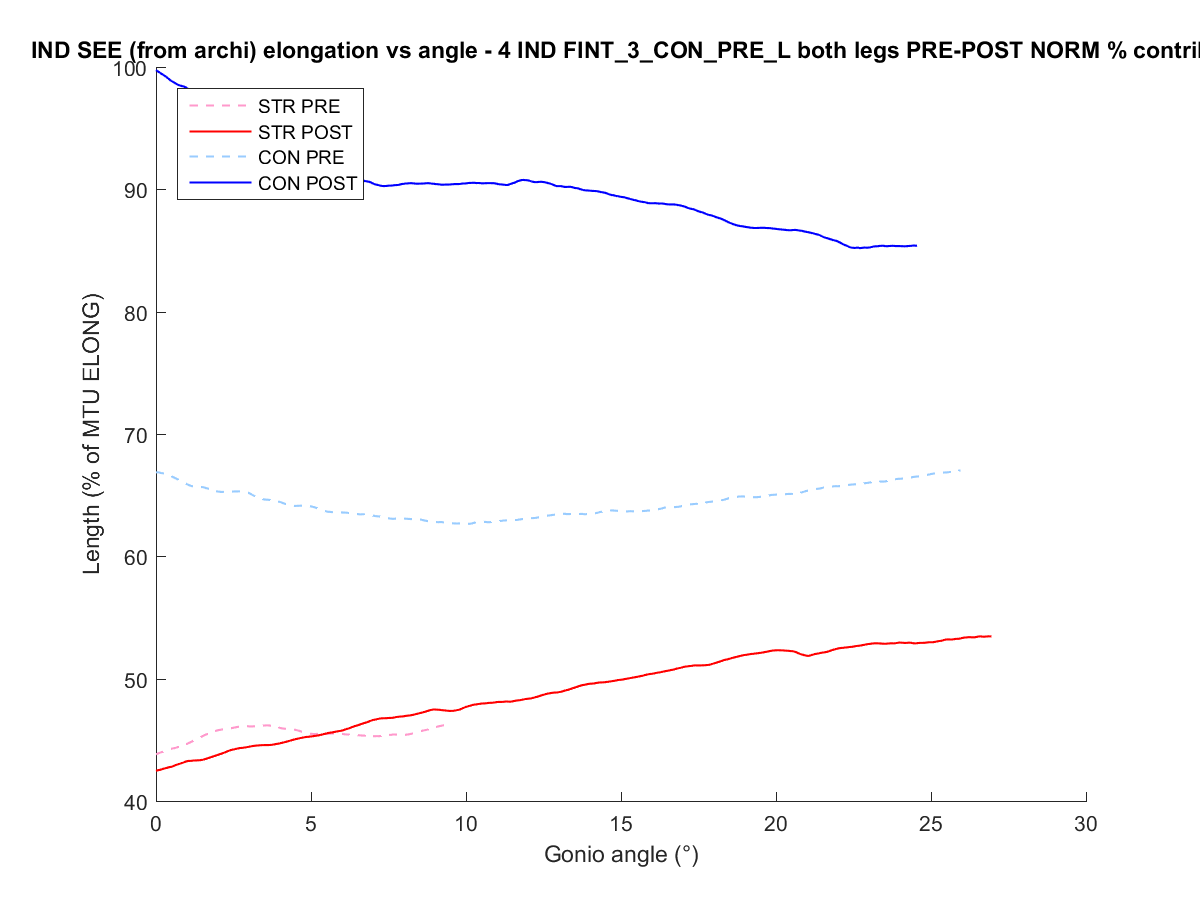 IND SEE (from archi) elongation vs angle - 4 IND FINT_3_CON_PRE_L both legs PRE-POST NORM % contri
100
90
80
70
60
50
40
Length (% of MTU ELONG)
STR PRE
STR POST
CON PRE
CON POST
0 5 10 15 20 25 30
Gonio angle (°)